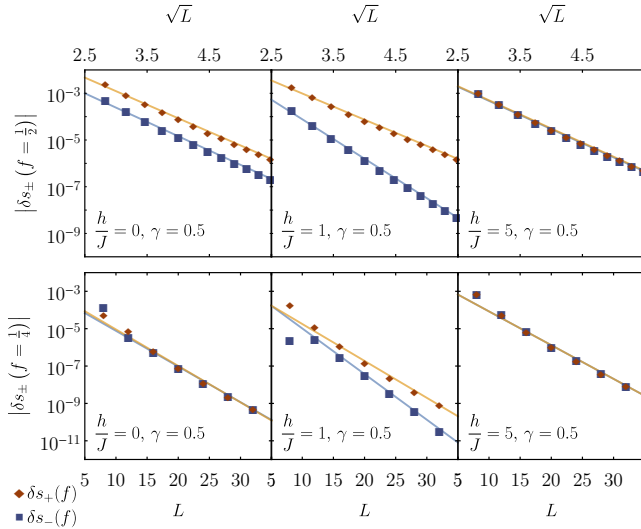 √L √L √L
2.5 3.5 4.5 2.5 3.5 4.5 2.5 3.5 4.5
10⁻³
10⁻⁵
10⁻⁷
10⁻⁹
|δs±(f = 1/2)|
h/J = 0, γ = 0.5 h/J = 1, γ = 0.5 h/J = 5, γ = 0.5
10⁻³
10⁻⁵
10⁻⁷
10⁻⁹
10⁻¹¹
|δs±(f = 1/4)|
h/J = 0, γ = 0.5 h/J = 1, γ = 0.5 h/J = 5, γ = 0.5
5 10 15 20 25 30 5 10 15 20 25 30 5 10 15 20 25 30
L L L
δs₊(f)
δs₋(f)